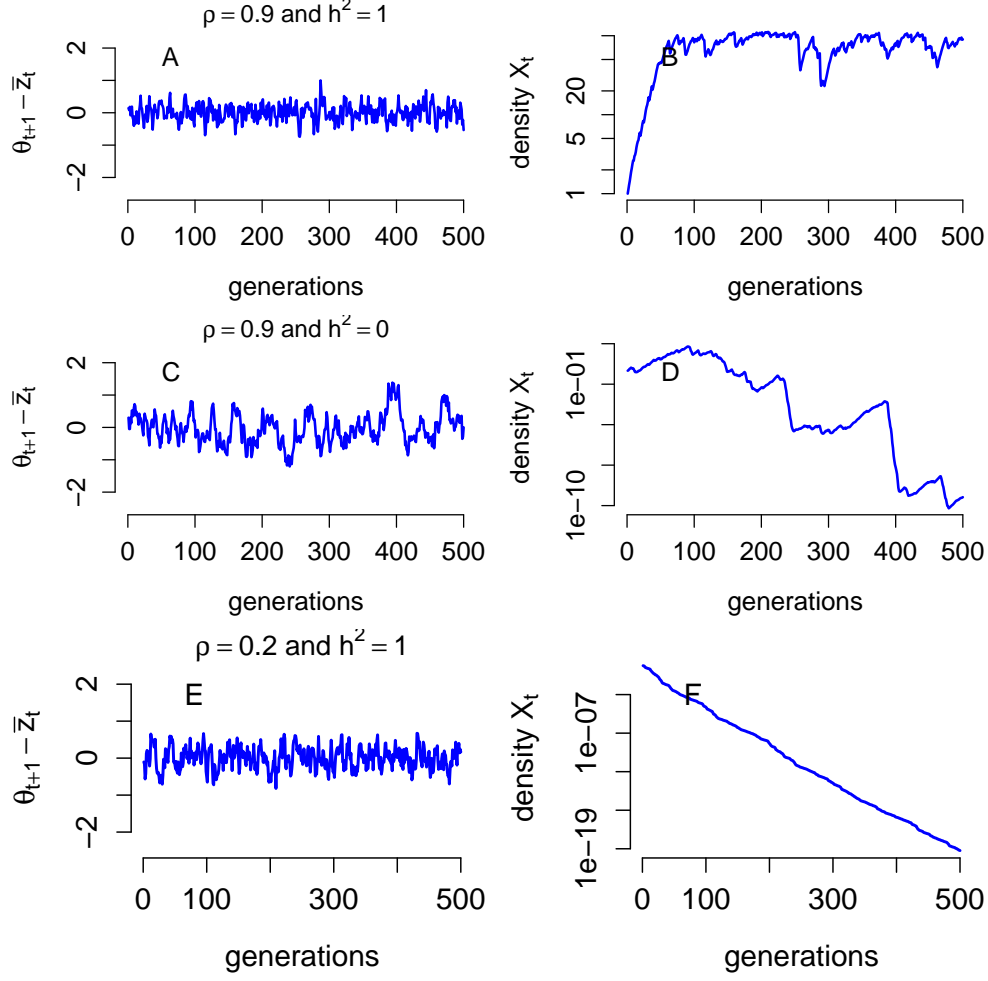 ρ = 0.9 and h² = 1
A
θt+1 − z̄t
2
0
−2
0 100 200 300 400 500
generations
B
density Xt
20
5
1
0 100 200 300 400 500
generations
ρ = 0.9 and h² = 0
C
θt+1 − z̄t
2
0
−2
0 100 200 300 400 500
generations
D
density Xt
1e−01
1e−10
0 100 200 300 400 500
generations
ρ = 0.2 and h² = 1
E
θt+1 − z̄t
2
0
−2
0 100 300 500
generations
F
density Xt
1e−07
1e−19
0 100 300 500
generations